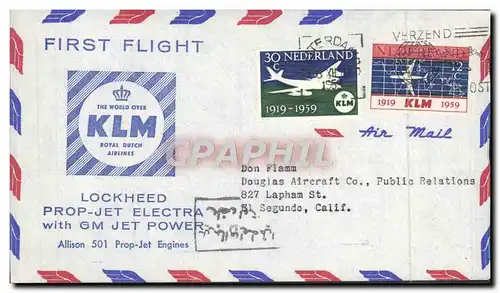 FIRST FLIGHT
THE WORLD OVER
KLM
ROYAL DUTCH
AIRLINES
LOCKHEED
PROP-JET ELECTRA
with GM JET POWER
Allison 501 Prop-Jet Engines
30 C NEDERLAND
1919-1959
KLM
VERZEND
NEDERLAND
12 C
1919 KLM 1959
Air Mail
GRAPHIL
Don Flamm
Douglas Aircraft Co., Public Relations
827 Lapham St.
El Segundo, Calif.